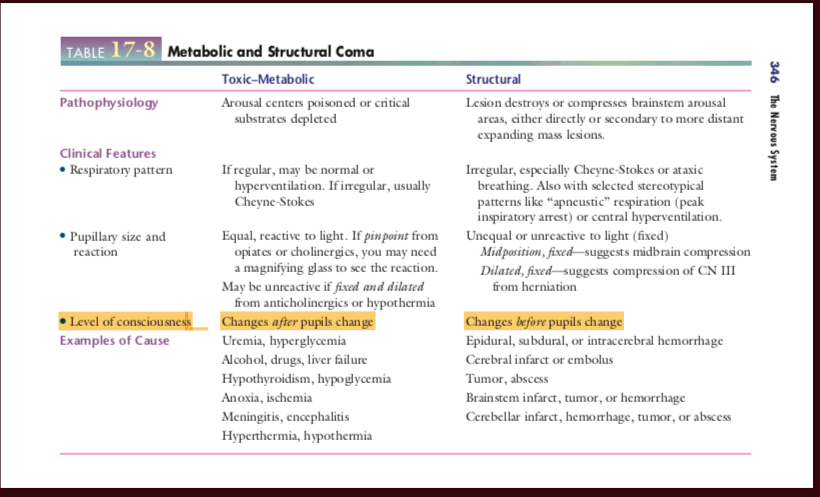 TABLE 17-8 Metabolic and Structural Coma
Toxic–Metabolic Structural
Pathophysiology Arousal centers poisoned or critical Lesion destroys or compresses brainstem arousal
substrates depleted areas, either directly or secondary to more distant
expanding mass lesions.
Clinical Features
• Respiratory pattern If regular, may be normal or Irregular, especially Cheyne-Stokes or ataxic
hyperventilation. If irregular, usually breathing. Also with selected stereotypical
Cheyne-Stokes patterns like “apneustic” respiration (peak
inspiratory arrest) or central hyperventilation.
• Pupillary size and Equal, reactive to light. If pinpoint from Unequal or unreactive to light (fixed)
reaction opiates or cholinergics, you may need Midposition, fixed—suggests midbrain compression
a magnifying glass to see the reaction. Dilated, fixed—suggests compression of CN III
May be unreactive if fixed and dilated from herniation
from anticholinergics or hypothermia
• Level of consciousness Changes after pupils change Changes before pupils change
Examples of Cause Uremia, hyperglycemia Epidural, subdural, or intracerebral hemorrhage
Alcohol, drugs, liver failure Cerebral infarct or embolus
Hypothyroidism, hypoglycemia Tumor, abscess
Anoxia, ischemia Brainstem infarct, tumor, or hemorrhage
Meningitis, encephalitis Cerebellar infarct, hemorrhage, tumor, or abscess
Hyperthermia, hypothermia
346 The Nervous System